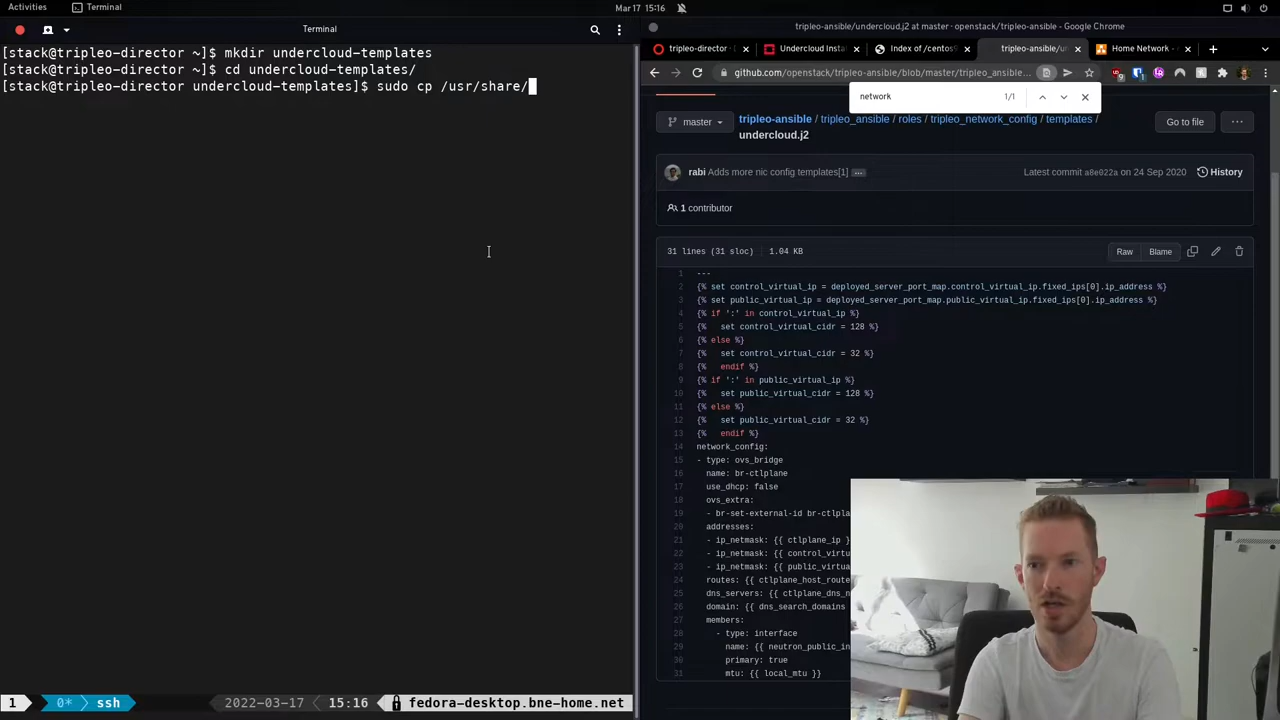 Activities
Terminal
Mar 17 15:16
Terminal
[stack@tripleo-director ~]$ mkdir undercloud-templates
[stack@tripleo-director ~]$ cd undercloud-templates/
[stack@tripleo-director undercloud-templates]$ sudo cp /usr/share/
1
0*
ssh
2022-03-17
15:16
fedora-desktop.bne-home.net
tripleo-ansible/undercloud.j2 at master · openstack/tripleo-ansible - Google Chrome
tripleo-director
Undercloud Insta
Index of /centos9
tripleo-ansible/un
Home Network -
github.com/openstack/tripleo-ansible/blob/master/tripleo_ansible...
network
1/1
master
tripleo-ansible / tripleo_ansible / roles / tripleo_network_config / templates /
undercloud.j2
Go to file
...
rabi Adds more nic config templates[1] ...
Latest commit a8e022a on 24 Sep 2020
History
1 contributor
31 lines (31 sloc) | 1.04 KB
Raw
Blame
1 ---
2 {% set control_virtual_ip = deployed_server_port_map.control_virtual_ip.fixed_ips[0].ip_address %}
3 {% set public_virtual_ip = deployed_server_port_map.public_virtual_ip.fixed_ips[0].ip_address %}
4 {% if ':' in control_virtual_ip %}
5 {% set control_virtual_cidr = 128 %}
6 {% else %}
7 {% set control_virtual_cidr = 32 %}
8 {% endif %}
9 {% if ':' in public_virtual_ip %}
10 {% set public_virtual_cidr = 128 %}
11 {% else %}
12 {% set public_virtual_cidr = 32 %}
13 {% endif %}
14 network_config:
15 - type: ovs_bridge
16 name: br-ctlplane
17 use_dhcp: false
18 ovs_extra:
19 - br-set-external-id br-ctlpla
20 addresses:
21 - ip_netmask: {{ ctlplane_ip }
22 - ip_netmask: {{ control_virtu
23 - ip_netmask: {{ public_virtua
24 routes: {{ ctlplane_host_route
25 dns_servers: {{ ctlplane_dns_n
26 domain: {{ dns_search_domains
27 members:
28 - type: interface
29 name: {{ neutron_public_in
30 primary: true
31 mtu: {{ local_mtu }}